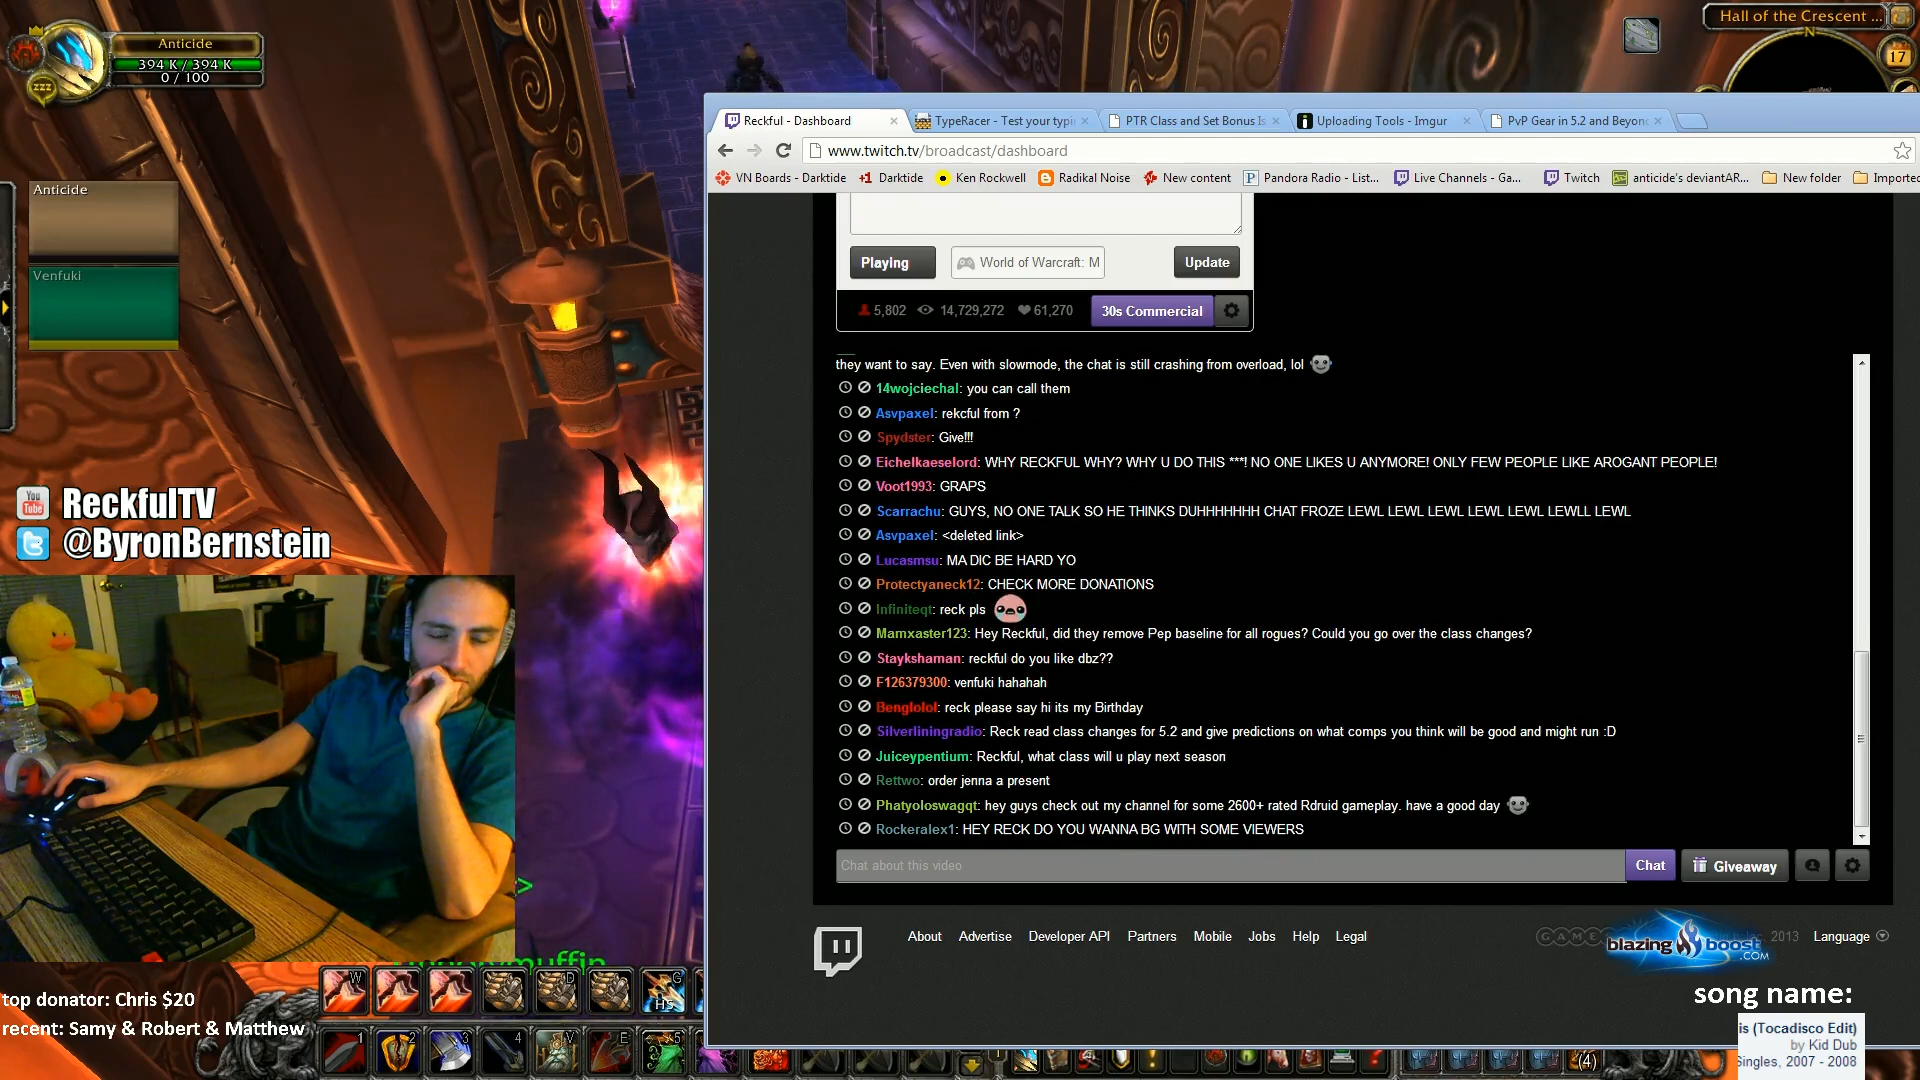 Anticide
394 K / 394 K
0 / 100
zzz
Hall of the Crescent ...
N
17
Anticide
Venfuki
Reckful - Dashboard
TypeRacer - Test your typi
PTR Class and Set Bonus Is
Uploading Tools - Imgur
PvP Gear in 5.2 and Beyon
www.twitch.tv/broadcast/dashboard
VN Boards - Darktide
+1 Darktide
Ken Rockwell
Radikal Noise
New content
Pandora Radio - List...
Live Channels - Ga...
Twitch
anticide's deviantAR...
New folder
Imported
Playing
World of Warcraft: M
Update
5,802
14,729,272
61,270
30s Commercial
they want to say. Even with slowmode, the chat is still crashing from overload, lol
14wojciechal: you can call them
Asvpaxel: rekcful from ?
Spydster: Give!!!
Eichelkaeselord: WHY RECKFUL WHY? WHY U DO THIS ***! NO ONE LIKES U ANYMORE! ONLY FEW PEOPLE LIKE AROGANT PEOPLE!
Voot1993: GRAPS
Scarrachu: GUYS, NO ONE TALK SO HE THINKS DUHHHHHHH CHAT FROZE LEWL LEWL LEWL LEWL LEWL LEWLL LEWL
Asvpaxel: <deleted link>
Lucasmsu: MA DIC BE HARD YO
Protectyaneck12: CHECK MORE DONATIONS
Infiniteqt: reck pls
Mamxaster123: Hey Reckful, did they remove Pep baseline for all rogues? Could you go over the class changes?
Staykshaman: reckful do you like dbz??
F126379300: venfuki hahahah
Benglolol: reck please say hi its my Birthday
Silverliningradio: Reck read class changes for 5.2 and give predictions on what comps you think will be good and might run :D
Juiceypentium: Reckful, what class will u play next season
Rettwo: order jenna a present
Phatyoloswagqt: hey guys check out my channel for some 2600+ rated Rdruid gameplay. have a good day
Rockeralex1: HEY RECK DO YOU WANNA BG WITH SOME VIEWERS
Chat about this video
Chat
Giveaway
About
Advertise
Developer API
Partners
Mobile
Jobs
Help
Legal
blazing boost
.COM
2013
Language
You Tube
ReckfulTV
@ByronBernstein
top donator: Chris $20
recent: Samy & Robert & Matthew
song name:
is (Tocadisco Edit)
by Kid Dub
Singles, 2007 - 2008
W
D
G
Hs
1
2
3
4
V
E
5
(4)